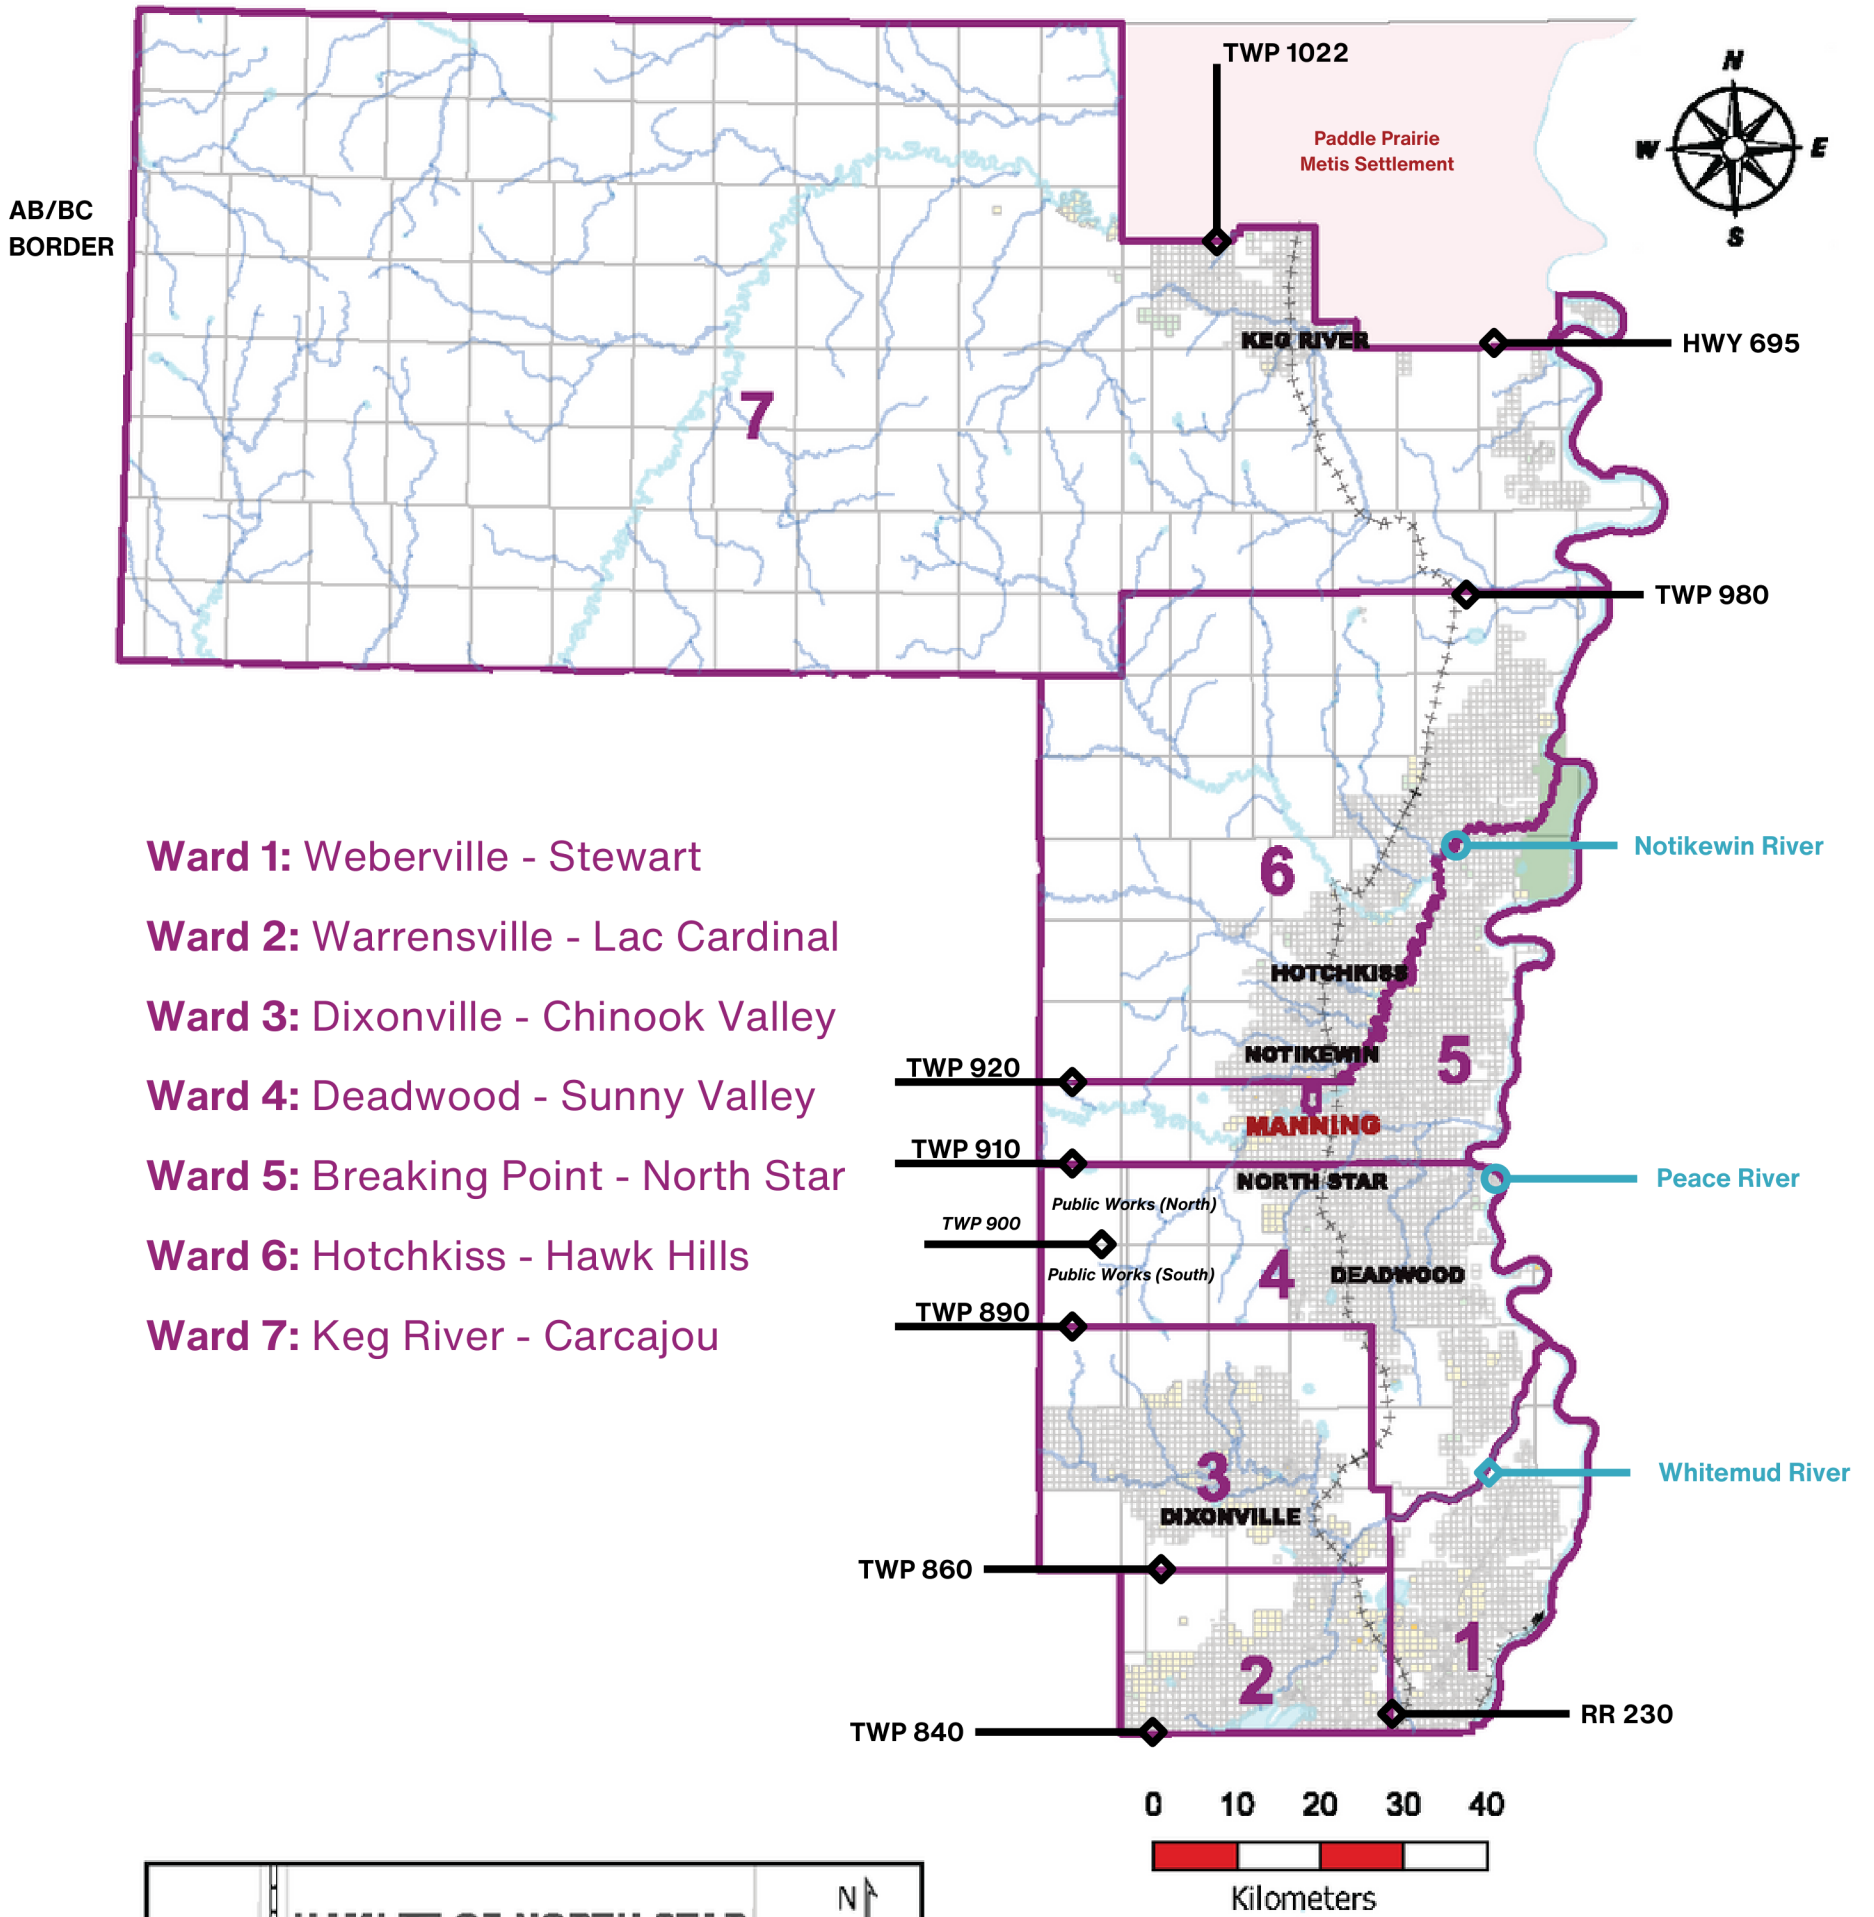 TWP 1022
N
Paddle Prairie
Metis Settlement
W
E
S
AB/BC
BORDER
KEG RIVER
HWY 695
7
TWP 980
Ward 1: Weberville - Stewart
Ward 2: Warrensville - Lac Cardinal
Ward 3: Dixonville - Chinook Valley
Ward 4: Deadwood - Sunny Valley
Ward 5: Breaking Point - North Star
Ward 6: Hotchkiss - Hawk Hills
Ward 7: Keg River - Carcajou
Notikewin River
6
HOTCHKISS
NOTIKEWIN
5
TWP 920
MANNING
TWP 910
NORTH STAR
Peace River
Public Works (North)
TWP 900
Public Works (South)
4
DEADWOOD
TWP 890
3
Whitemud River
DIXONVILLE
TWP 860
1
2
RR 230
TWP 840
0 10 20 30 40
Kilometers
N
HAMLET OF NORTH STAR